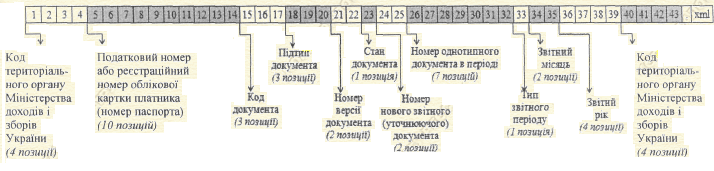 1 2 3 4 5 6 7 8 9 10 11 12 13 14 15 16 17 18 19 20 21 22 23 24 25 26 27 28 29 30 31 32 33 34 35 36 37 38 39 40 41 42 43 xml
Код
територіаль-
ного органу
Міністерства
доходів і
зборів
України
(4 позиції)
Податковий номер
або реєстраційний
номер облікової
картки платника
(номер паспорта)
(10 позицій)
Код
документа
(3 позиції)
Підтип
документа
(3 позиції)
Номер
версії
документа
(2 позиції)
Стан
документа
(1 позиція)
Номер
нового звітного
(уточнюючого)
документа
(2 позиції)
Номер однотипного
документа в періоді
(7 позицій)
Тип
звітного
періоду
(1 позиція)
Звітний
місяць
(2 позиції)
Звітний
рік
(4 позиції)
Код
територіаль-
ного органу
Міністерства
доходів і
зборів
України
(4 позиції)